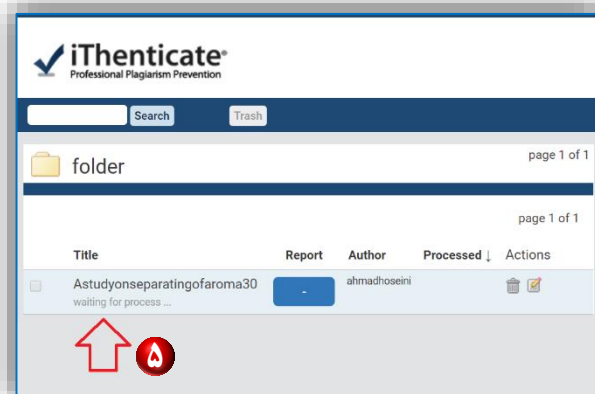 iThenticate®
Professional Plagiarism Prevention
Search Trash
folder page 1 of 1
page 1 of 1
Title Report Author Processed ↓ Actions
Astudyonseparatingofaroma30 - ahmadhoseini
waiting for process ...
۵